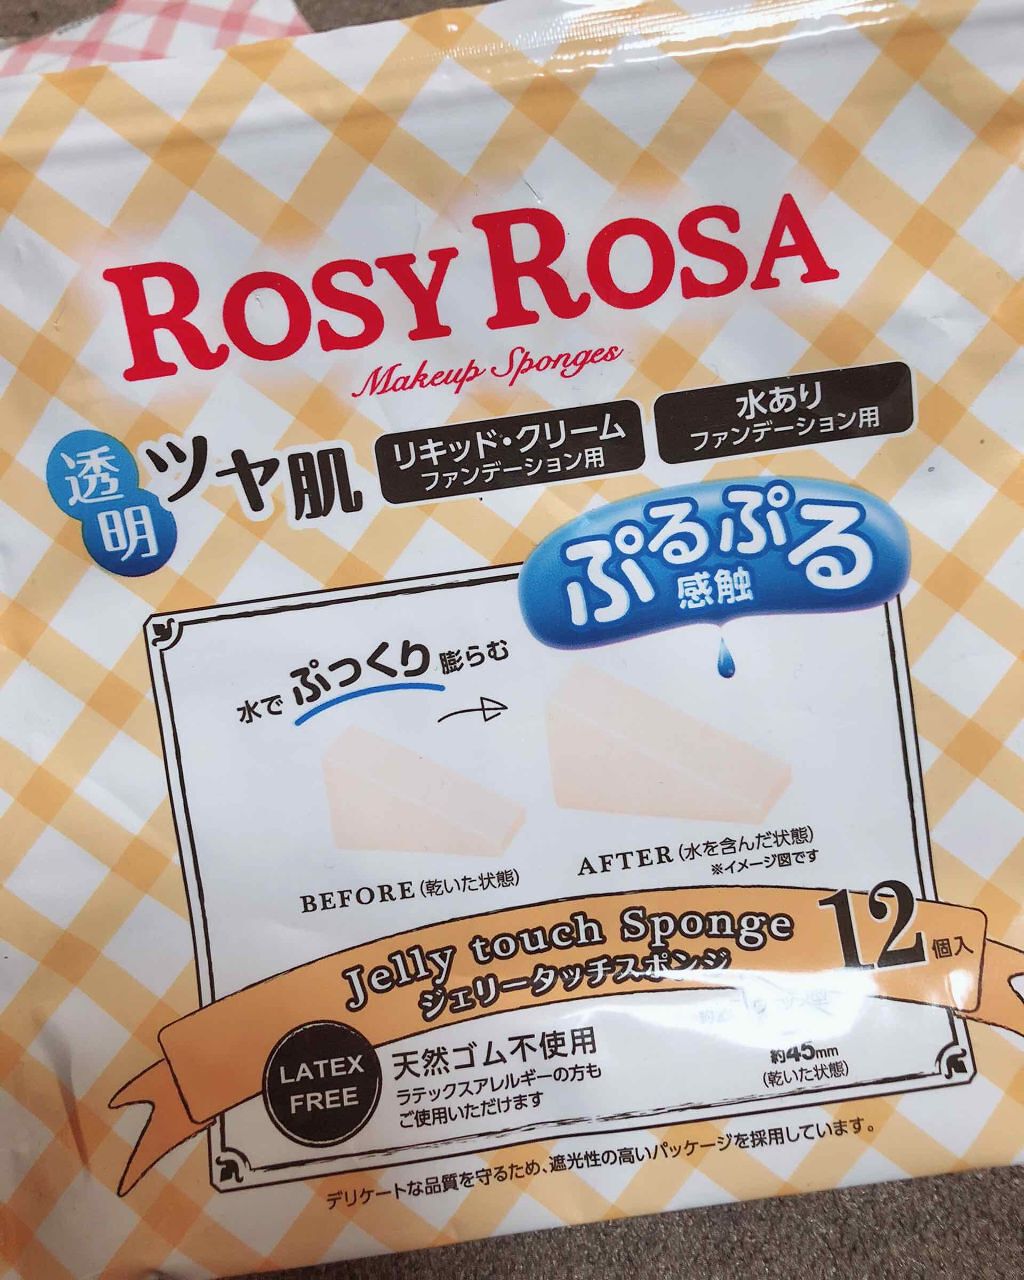 ROSY ROSA
Makeup Sponges
透明ツヤ肌
リキッド・クリーム
ファンデーション用
水あり
ファンデーション用
ぷるぷる
感触
水でぷっくり膨らむ
BEFORE(乾いた状態)
AFTER(水を含んだ状態)
※イメージ図です
Jelly touch Sponge
ジェリータッチスポンジ
12個入
LATEX
FREE
天然ゴム不使用
ラテックスアレルギーの方も
ご使用いただけます
約45mm
(乾いた状態)
デリケートな品質を守るため、遮光性の高いパッケージを採用しています。